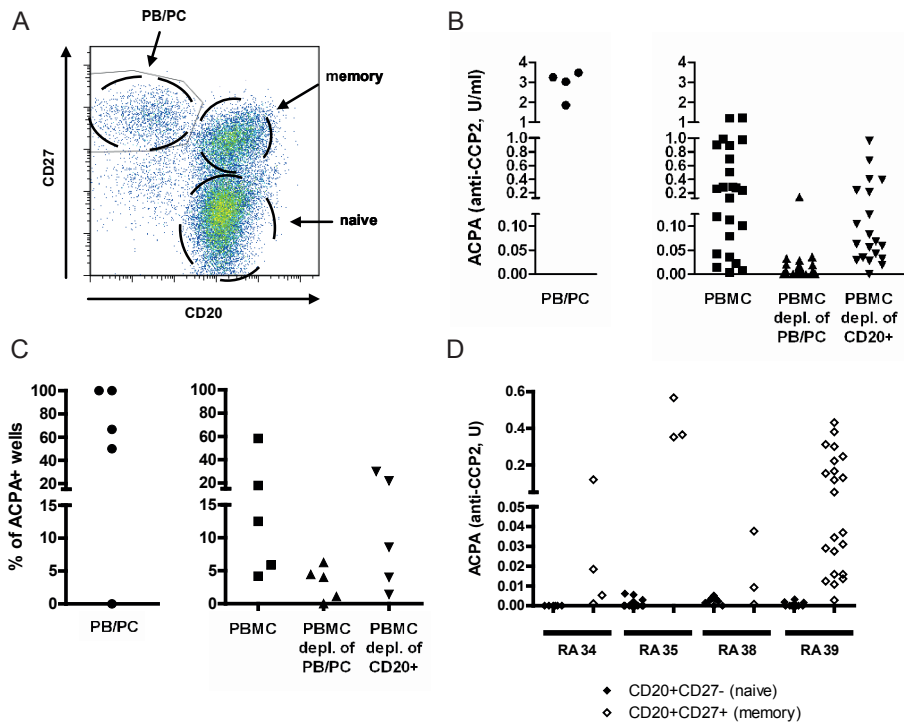 A
PB/PC
memory
naive
CD27
CD20
B
ACPA (anti-CCP2, U/ml)
4
3
2
1
1.0
0.8
0.6
0.4
0.2
0.10
0.05
0.00
PB/PC
4
3
2
1
1.0
0.8
0.6
0.4
0.2
0.10
0.05
0.00
PBMC
PBMC depl. of PB/PC
PBMC depl. of CD20+
C
% of ACPA+ wells
100
80
60
40
20
15
10
5
0
PB/PC
100
80
60
40
20
15
10
5
0
PBMC
PBMC depl. of PB/PC
PBMC depl. of CD20+
D
ACPA (anti-CCP2, U)
0.6
0.4
0.2
0.05
0.04
0.03
0.02
0.01
0.00
RA 34
RA 35
RA 38
RA 39
CD20+CD27- (naive)
CD20+CD27+ (memory)